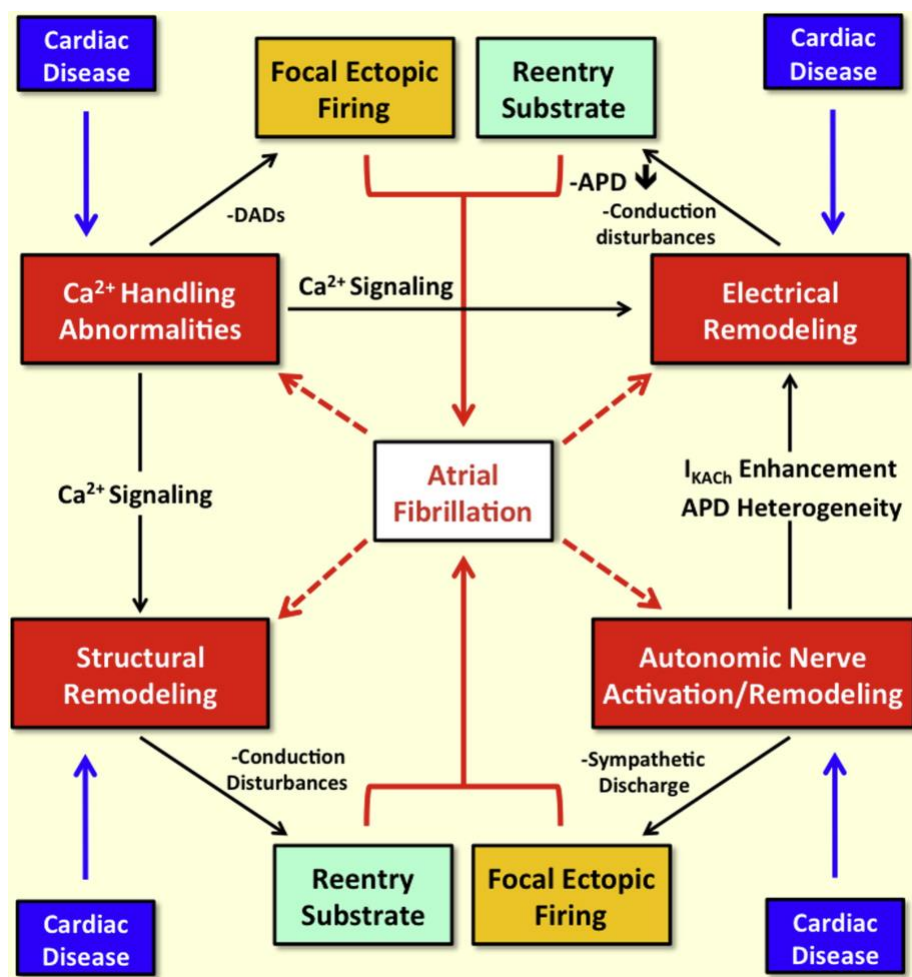 Cardiac
Disease
Focal Ectopic
Firing
Reentry
Substrate
Cardiac
Disease
-APD ↓
-DADs
-Conduction
disturbances
Ca²⁺ Handling
Abnormalities
Ca²⁺ Signaling
Electrical
Remodeling
Atrial
Fibrillation
Ca²⁺ Signaling
I_KACh Enhancement
APD Heterogeneity
Structural
Remodeling
Autonomic Nerve
Activation/Remodeling
-Conduction
Disturbances
-Sympathetic
Discharge
Reentry
Substrate
Focal Ectopic
Firing
Cardiac
Disease
Cardiac
Disease